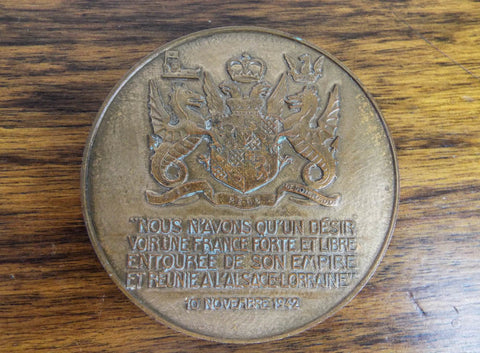 "NOUS N'AVONS QU'UN DÉSIR
VOIR UNE FRANCE FORTE ET LIBRE
ENTOURÉE DE SON EMPIRE
ET RÉUNIE A L'ALSACE-LORRAINE"
10 NOVEMBRE 1942